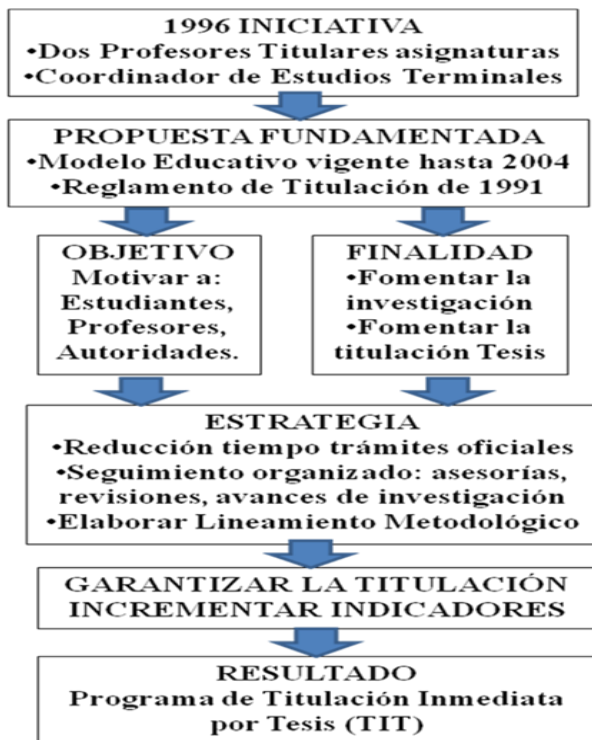 1996 INICIATIVA
•Dos Profesores Titulares asignaturas
•Coordinador de Estudios Terminales
PROPUESTA FUNDAMENTADA
•Modelo Educativo vigente hasta 2004
•Reglamento de Titulación de 1991
OBJETIVO
Motivar a:
Estudiantes,
Profesores,
Autoridades.
FINALIDAD
•Fomentar la
investigación
•Fomentar la
titulación Tesis
ESTRATEGIA
•Reducción tiempo trámites oficiales
•Seguimiento organizado: asesorías,
revisiones, avances de investigación
•Elaborar Lineamiento Metodológico
GARANTIZAR LA TITULACIÓN
INCREMENTAR INDICADORES
RESULTADO
Programa de Titulación Inmediata
por Tesis (TIT)